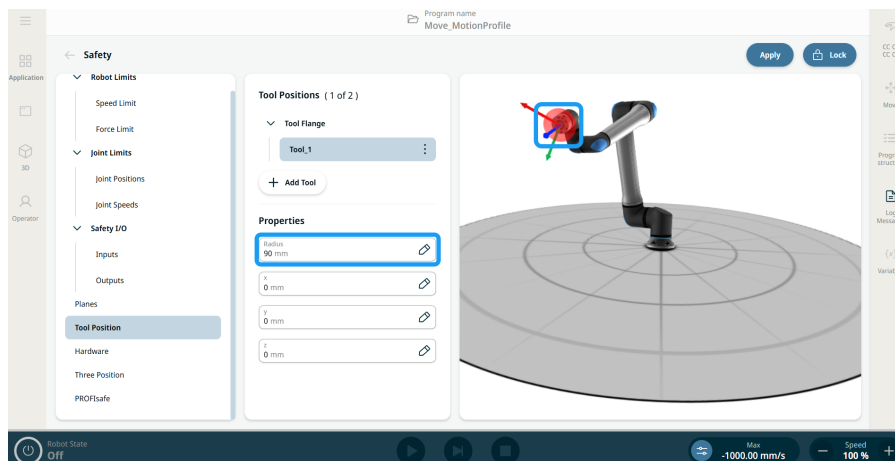 Program name
Move_MotionProfile
Safety
Apply
Lock
Application
3D
Operator
Robot Limits
Speed Limit
Force Limit
Joint Limits
Joint Positions
Joint Speeds
Safety I/O
Inputs
Outputs
Planes
Tool Position
Hardware
Three Position
PROFIsafe
Tool Positions (1 of 2)
Tool Flange
Tool_1
Add Tool
Properties
Radius
90 mm
x
0 mm
y
0 mm
z
0 mm
Robot State
Off
Max
-1000.00 mm/s
Speed
100 %